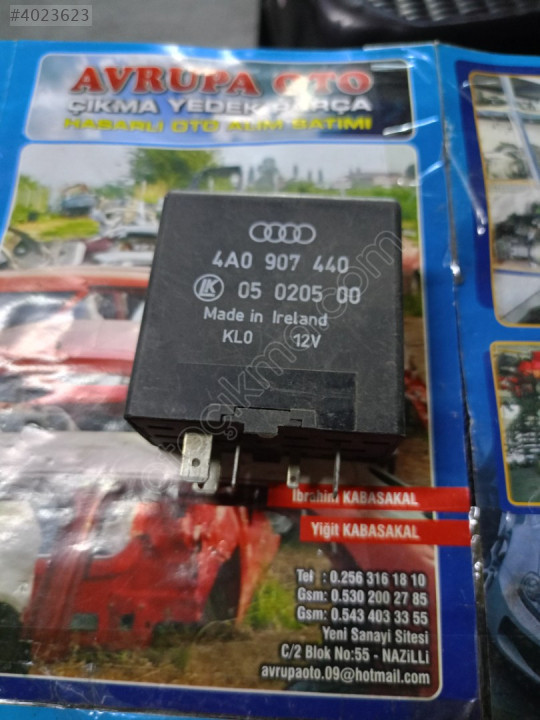 #4023623
AVRUPA OTO
ÇIKMA YEDEK PARÇA
HASARLI OTO ALIM SATIMI
4A0 907 440
LK 05 0205 00
Made in Ireland
KL0 12V
İbrahim KABASAKAL
Yiğit KABASAKAL
Tel : 0.256 316 18 10
Gsm: 0.530 200 27 85
Gsm: 0.543 403 33 55
Yeni Sanayi Sitesi
C/2 Blok No:55 - NAZiLLi
avrupaoto.09@hotmail.com